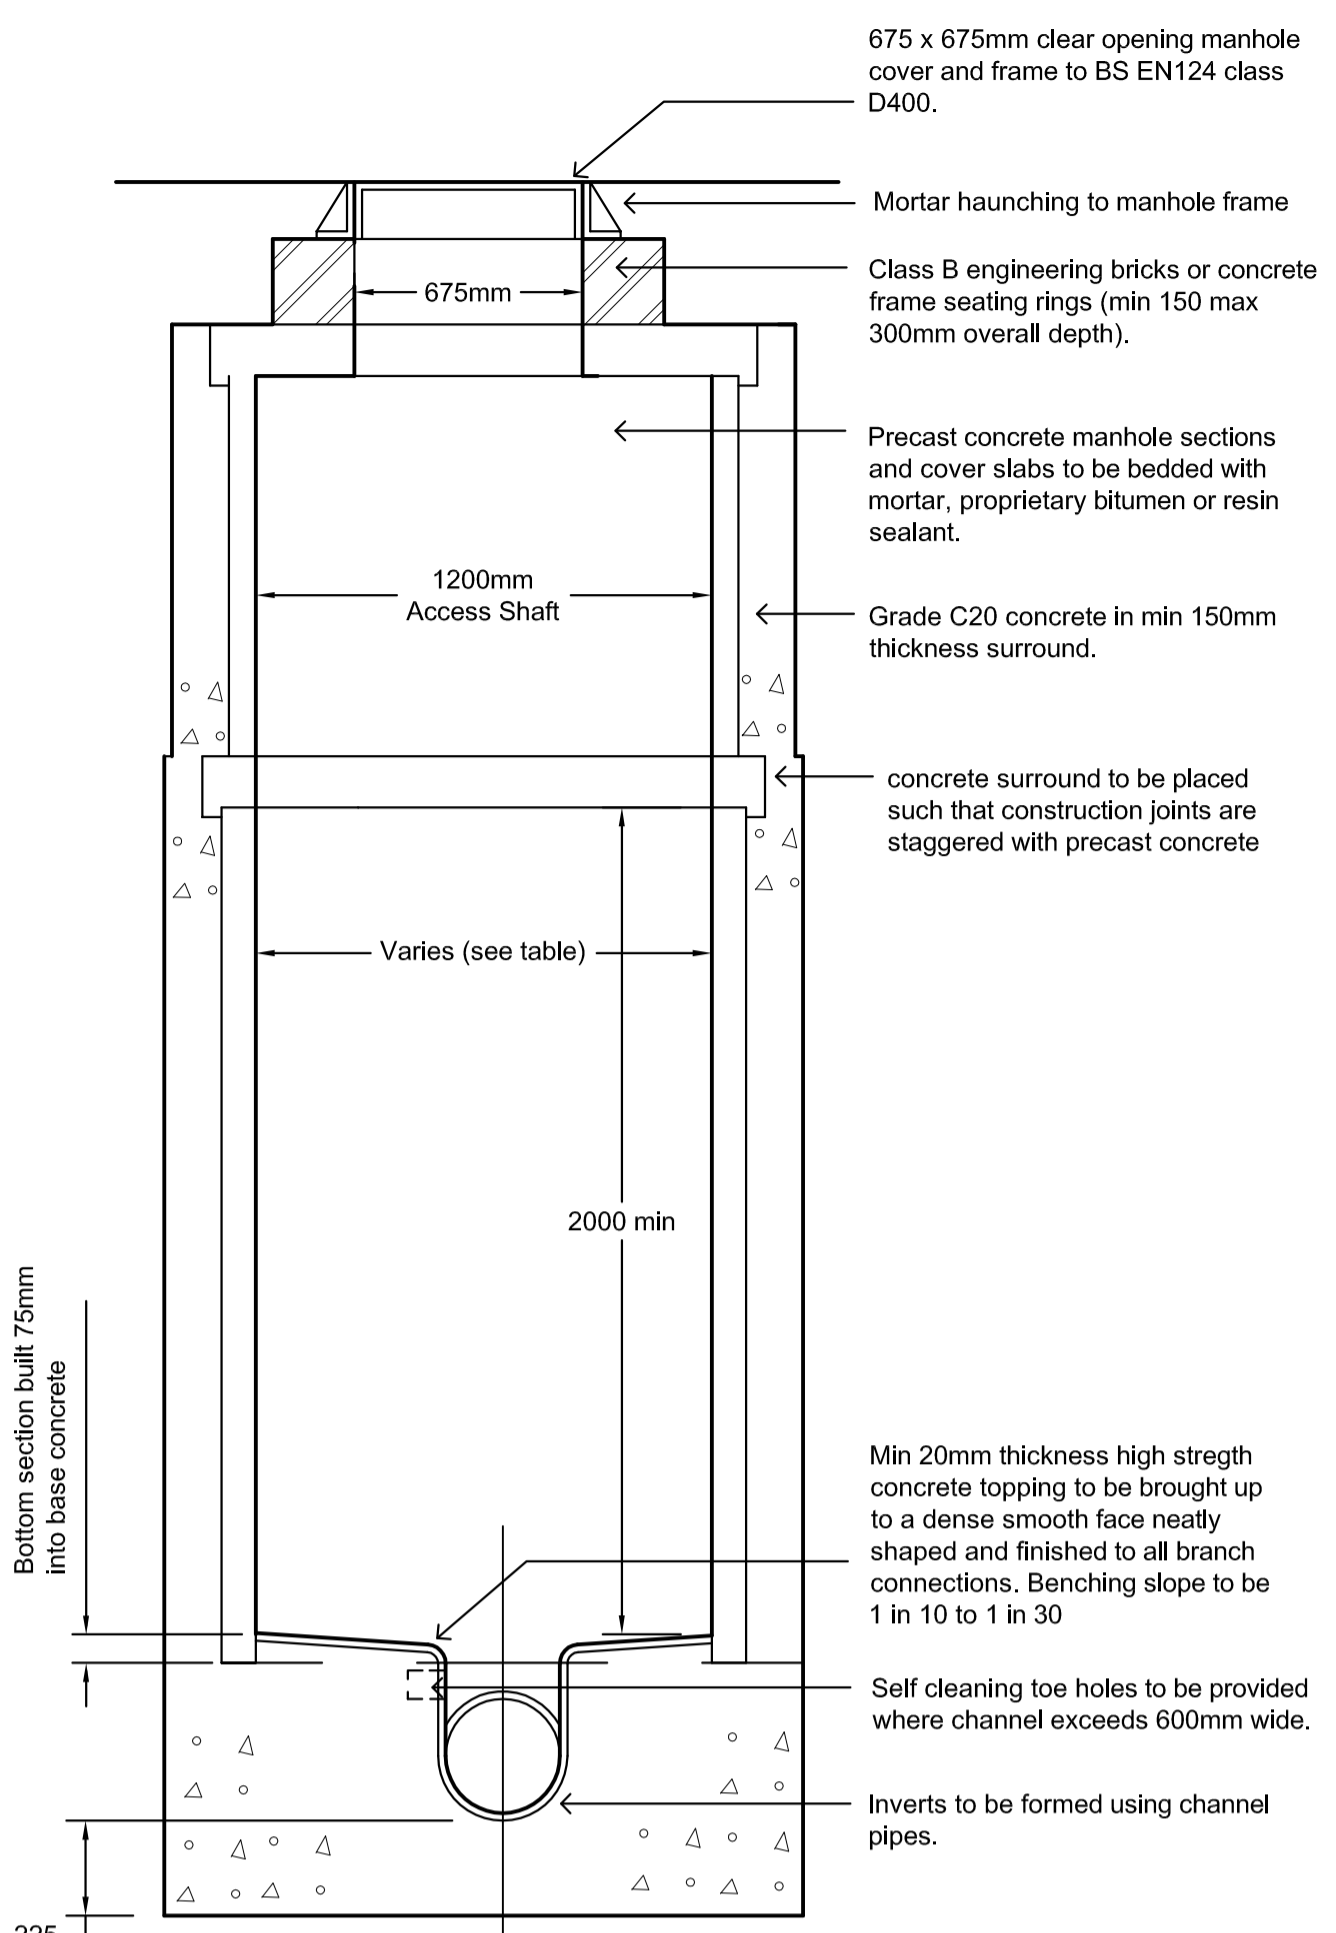 675 x 675mm clear opening manhole
cover and frame to BS EN124 class
D400.
Mortar haunching to manhole frame
Class B engineering bricks or concrete
frame seating rings (min 150 max
300mm overall depth).
675mm
Precast concrete manhole sections
and cover slabs to be bedded with
mortar, proprietary bitumen or resin
sealant.
1200mm
Access Shaft
Grade C20 concrete in min 150mm
thickness surround.
concrete surround to be placed
such that construction joints are
staggered with precast concrete
Varies (see table)
2000 min
Bottom section built 75mm
into base concrete
Min 20mm thickness high stregth
concrete topping to be brought up
to a dense smooth face neatly
shaped and finished to all branch
connections. Benching slope to be
1 in 10 to 1 in 30
Self cleaning toe holes to be provided
where channel exceeds 600mm wide.
Inverts to be formed using channel
pipes.